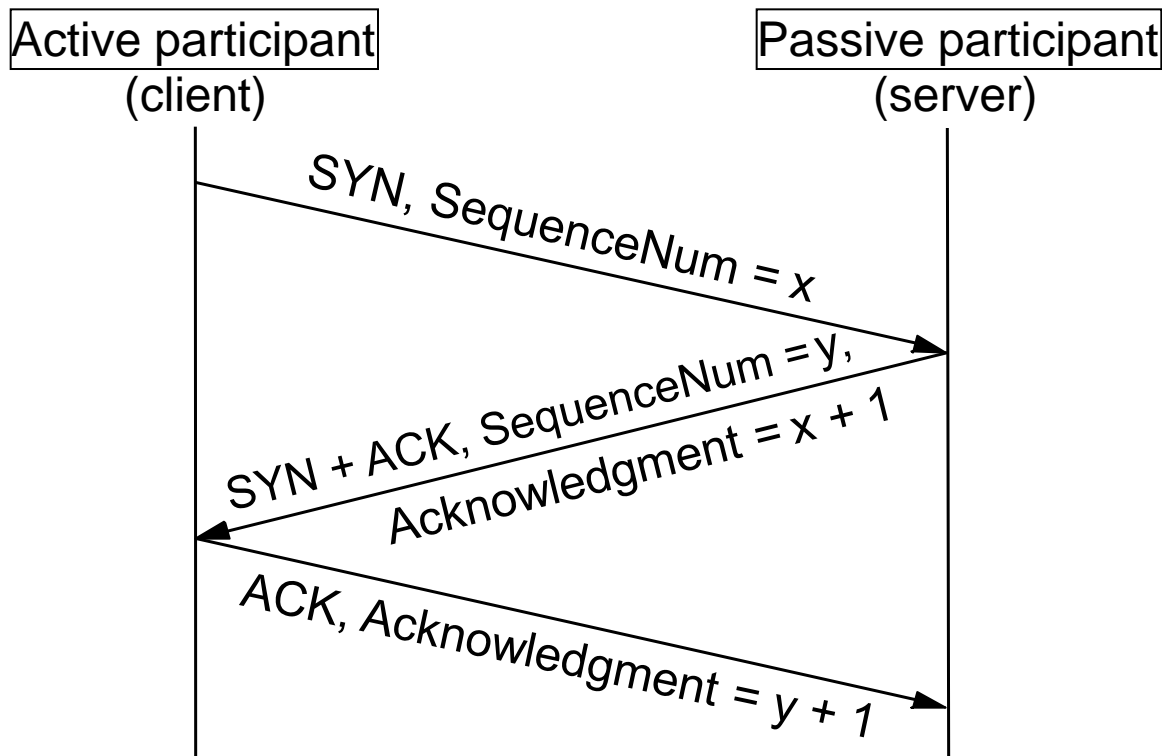 Active participant
(client)
Passive participant
(server)
SYN, SequenceNum = x
SYN + ACK, SequenceNum = y,
Acknowledgment = x + 1
ACK, Acknowledgment = y + 1